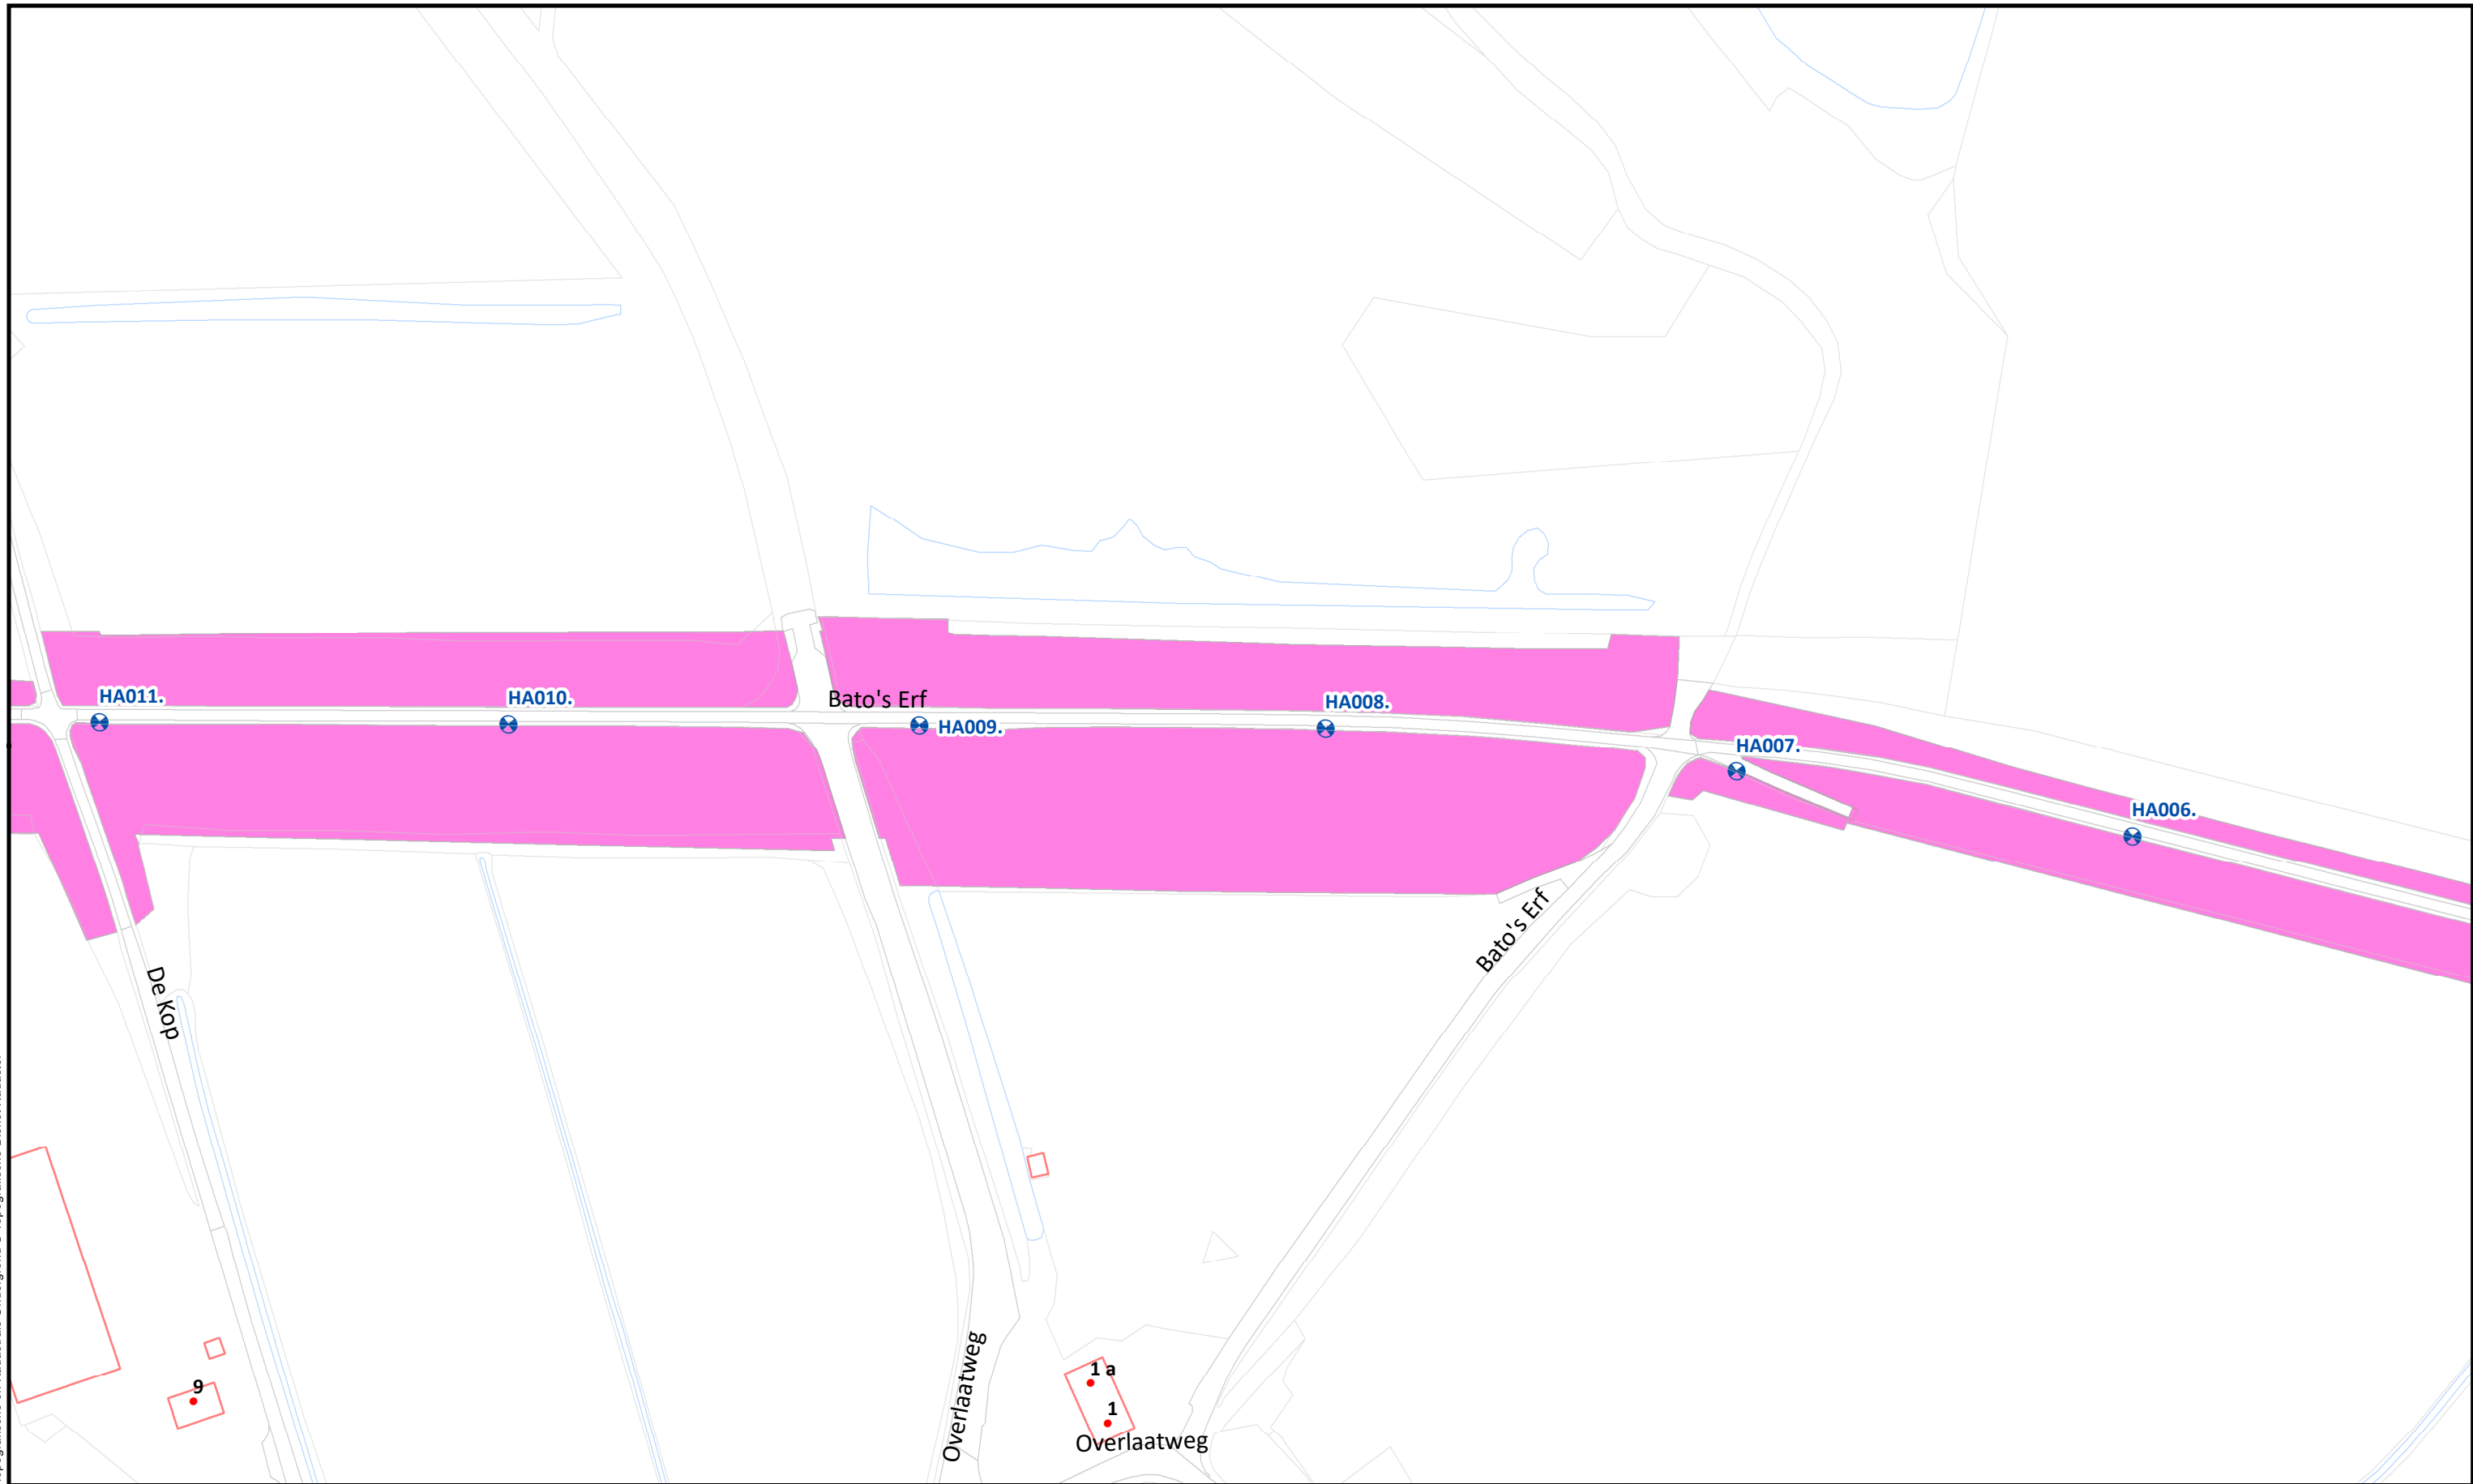 HA011.
HA010.
Bato's Erf
HA009.
HA008.
HA007.
HA006.
Bato's Erf
De Kop
Overlaatweg
1 a
1
Overlaatweg
9